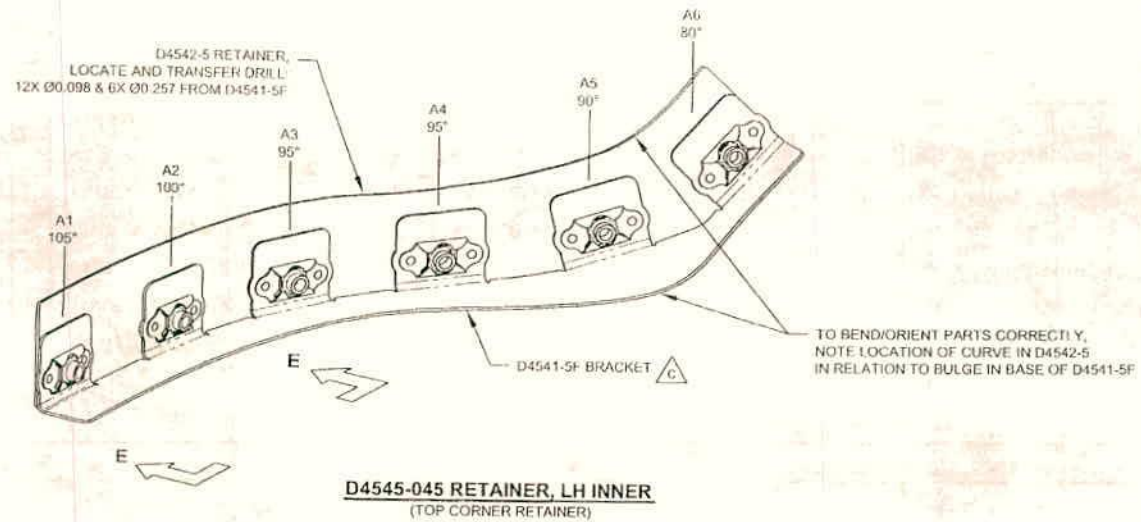 A6
80°
D4542-5 RETAINER,
LOCATE AND TRANSFER DRILL
12X Ø0.098 & 6X Ø0.257 FROM D4541-5F
A5
90°
A4
95°
A3
95°
A2
100°
A1
105°
TO BEND/ORIENT PARTS CORRECTLY,
NOTE LOCATION OF CURVE IN D4542-5
IN RELATION TO BULGE IN BASE OF D4541-5F
E
D4541-5F BRACKET C
E
D4545-045 RETAINER, LH INNER
(TOP CORNER RETAINER)